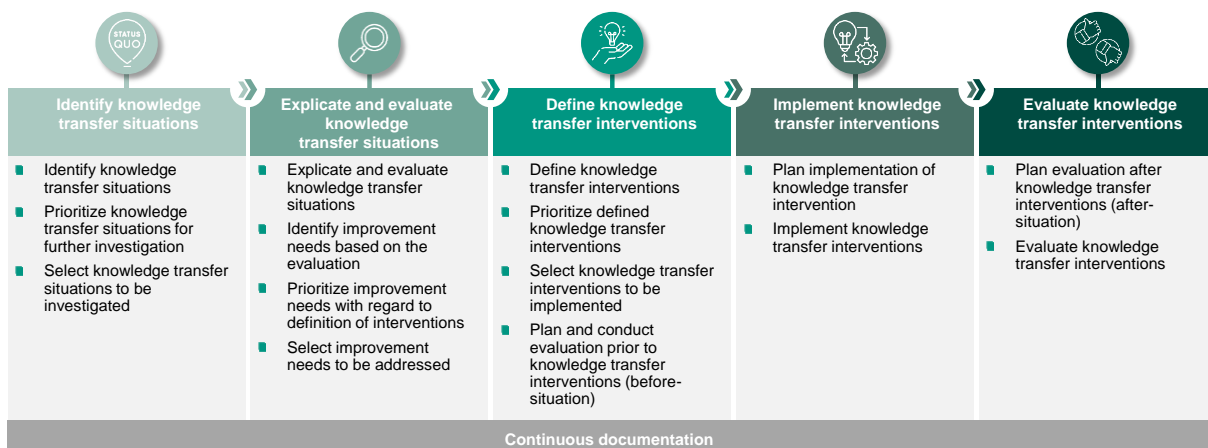 STATUS
QUO
Identify knowledge
transfer situations
Explicate and evaluate
knowledge
transfer situations
Define knowledge
transfer interventions
Implement knowledge
transfer interventions
Evaluate knowledge
transfer interventions
Identify knowledge
transfer situations
Prioritize knowledge
transfer situations for
further investigation
Select knowledge transfer
situations to be
investigated
Explicate and evaluate
knowledge transfer
situations
Identify improvement
needs based on the
evaluation
Prioritize improvement
needs with regard to
definition of interventions
Select improvement
needs to be addressed
Define knowledge
transfer interventions
Prioritize defined
knowledge transfer
interventions
Select knowledge transfer
interventions to be
implemented
Plan and conduct
evaluation prior to
knowledge transfer
interventions (before-
situation)
Plan implementation of
knowledge transfer
intervention
Implement knowledge
transfer interventions
Plan evaluation after
knowledge transfer
interventions (after-
situation)
Evaluate knowledge
transfer interventions
Continuous documentation